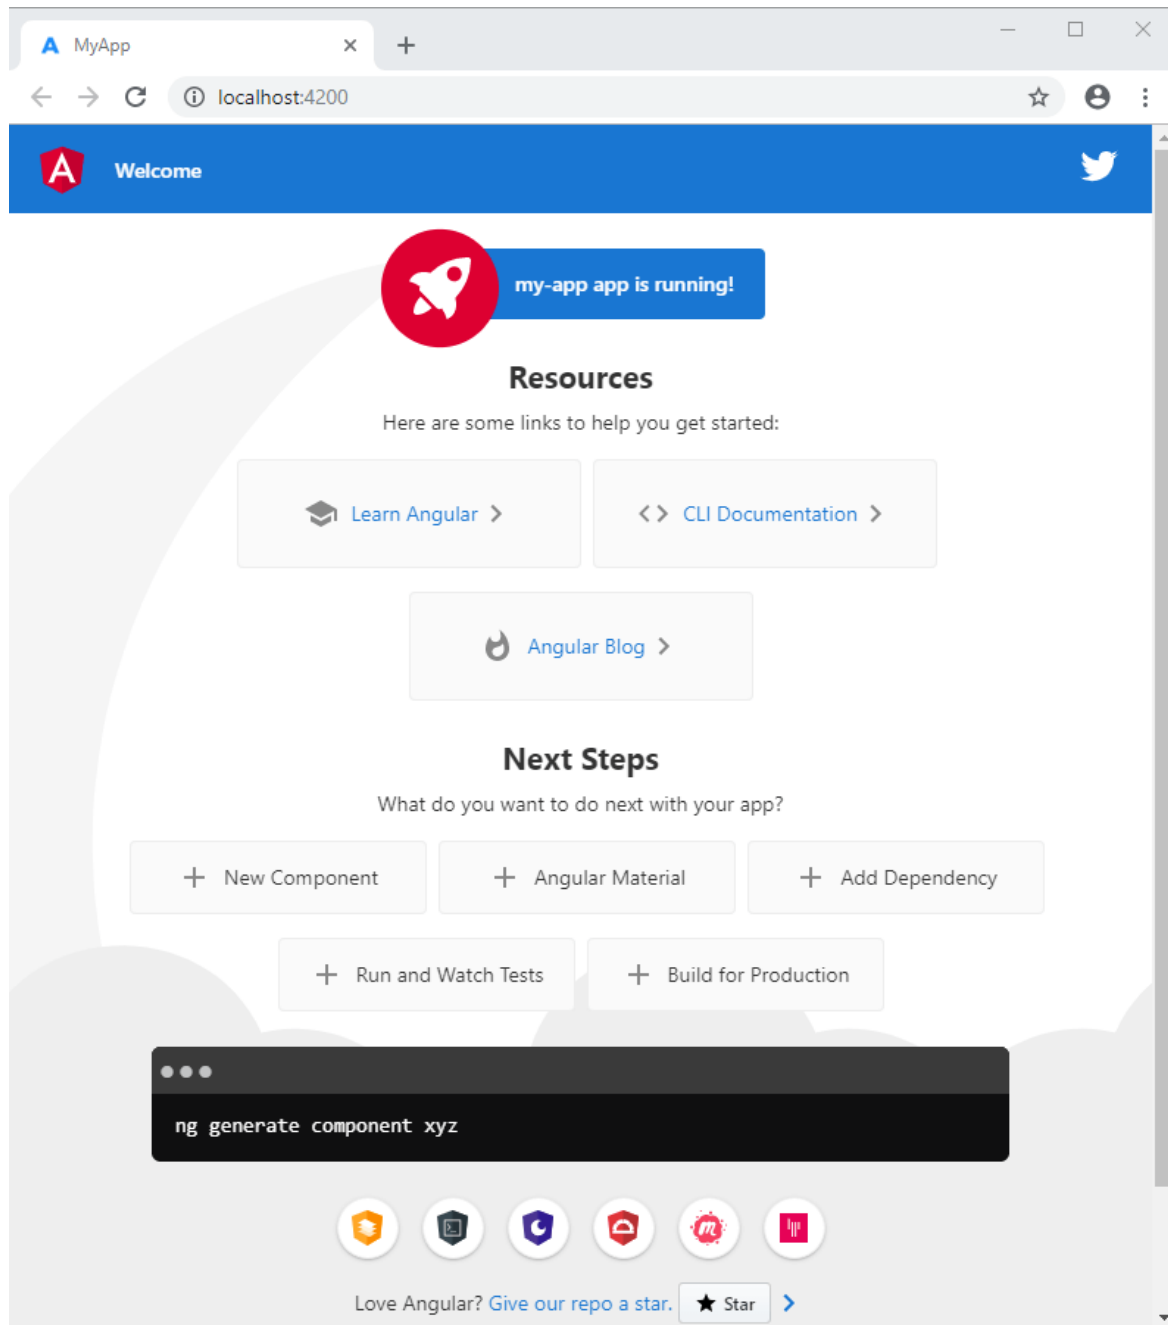 MyApp
localhost:4200
Welcome
my-app app is running!
Resources
Here are some links to help you get started:
Learn Angular
CLI Documentation
Angular Blog
Next Steps
What do you want to do next with your app?
New Component
Angular Material
Add Dependency
Run and Watch Tests
Build for Production
ng generate component xyz
Love Angular? Give our repo a star. Star